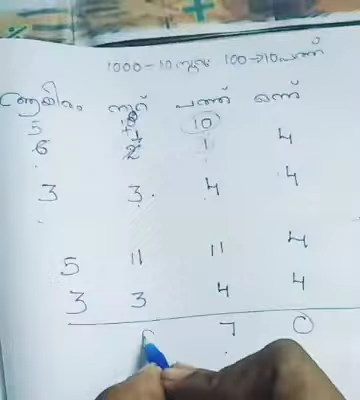 1000-10 നൂറ് 100→10 പത്ത്
ആയിരം നൂറ് പത്ത് ഒന്ന്
5 10
6 2 1 4
3 3 4 4
5 11 11 4
3 3 4 4
7 0